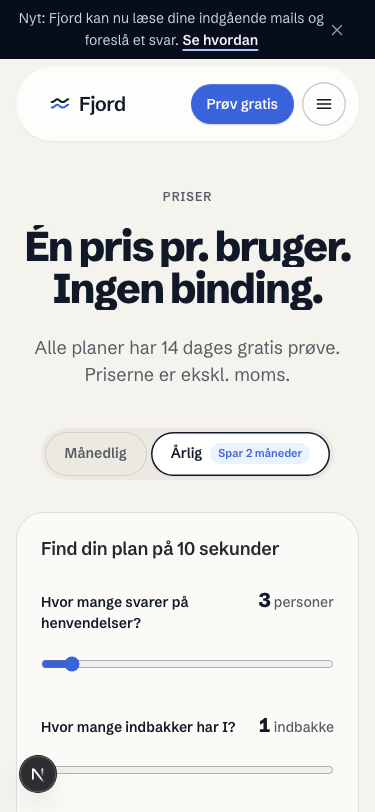 Nyt: Fjord kan nu læse dine indgående mails og
foreslå et svar. Se hvordan
Fjord
Prøv gratis
PRISER
Én pris pr. bruger.
Ingen binding.
Alle planer har 14 dages gratis prøve.
Priserne er ekskl. moms.
Månedlig
Årlig Spar 2 måneder
Find din plan på 10 sekunder
Hvor mange svarer på
henvendelser?
3 personer
Hvor mange indbakker har I? 1 indbakke
N